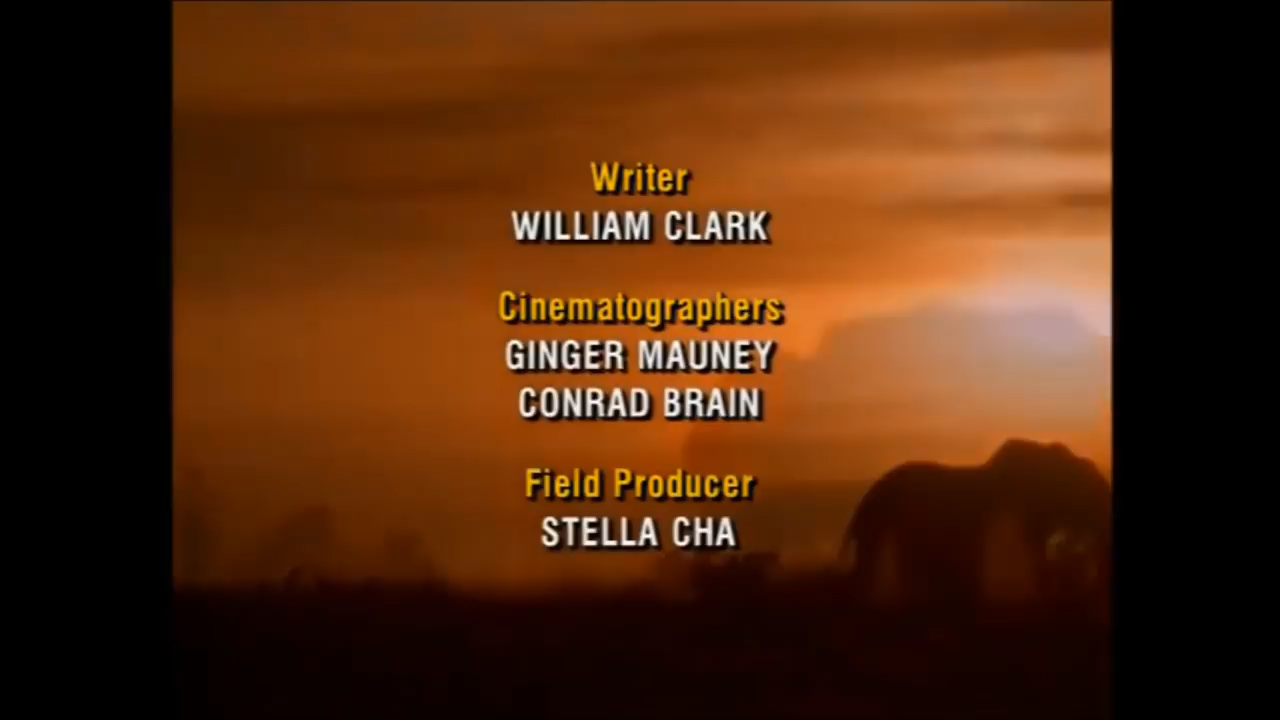 Writer
WILLIAM CLARK
Cinematographers
GINGER MAUNEY
CONRAD BRAIN
Field Producer
STELLA CHA